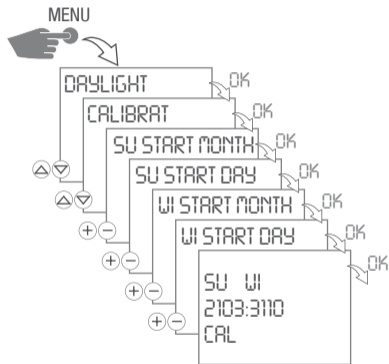 MENU
DAYLIGHT
OK
CALIBRAT
OK
SU START MONTH
OK
SU START DAY
OK
WI START MONTH
OK
WI START DAY
OK
SU WI
2103:3110
CAL
OK